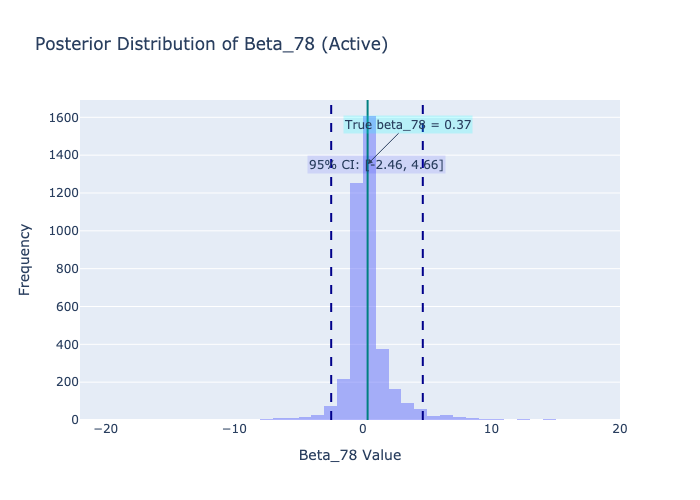 Posterior Distribution of Beta_78 (Active)
1600
1400
1200
1000
800
600
400
200
0
Frequency
True beta_78 = 0.37
95% CI: [-2.46, 4.66]
−20
−10
0
10
20
Beta_78 Value